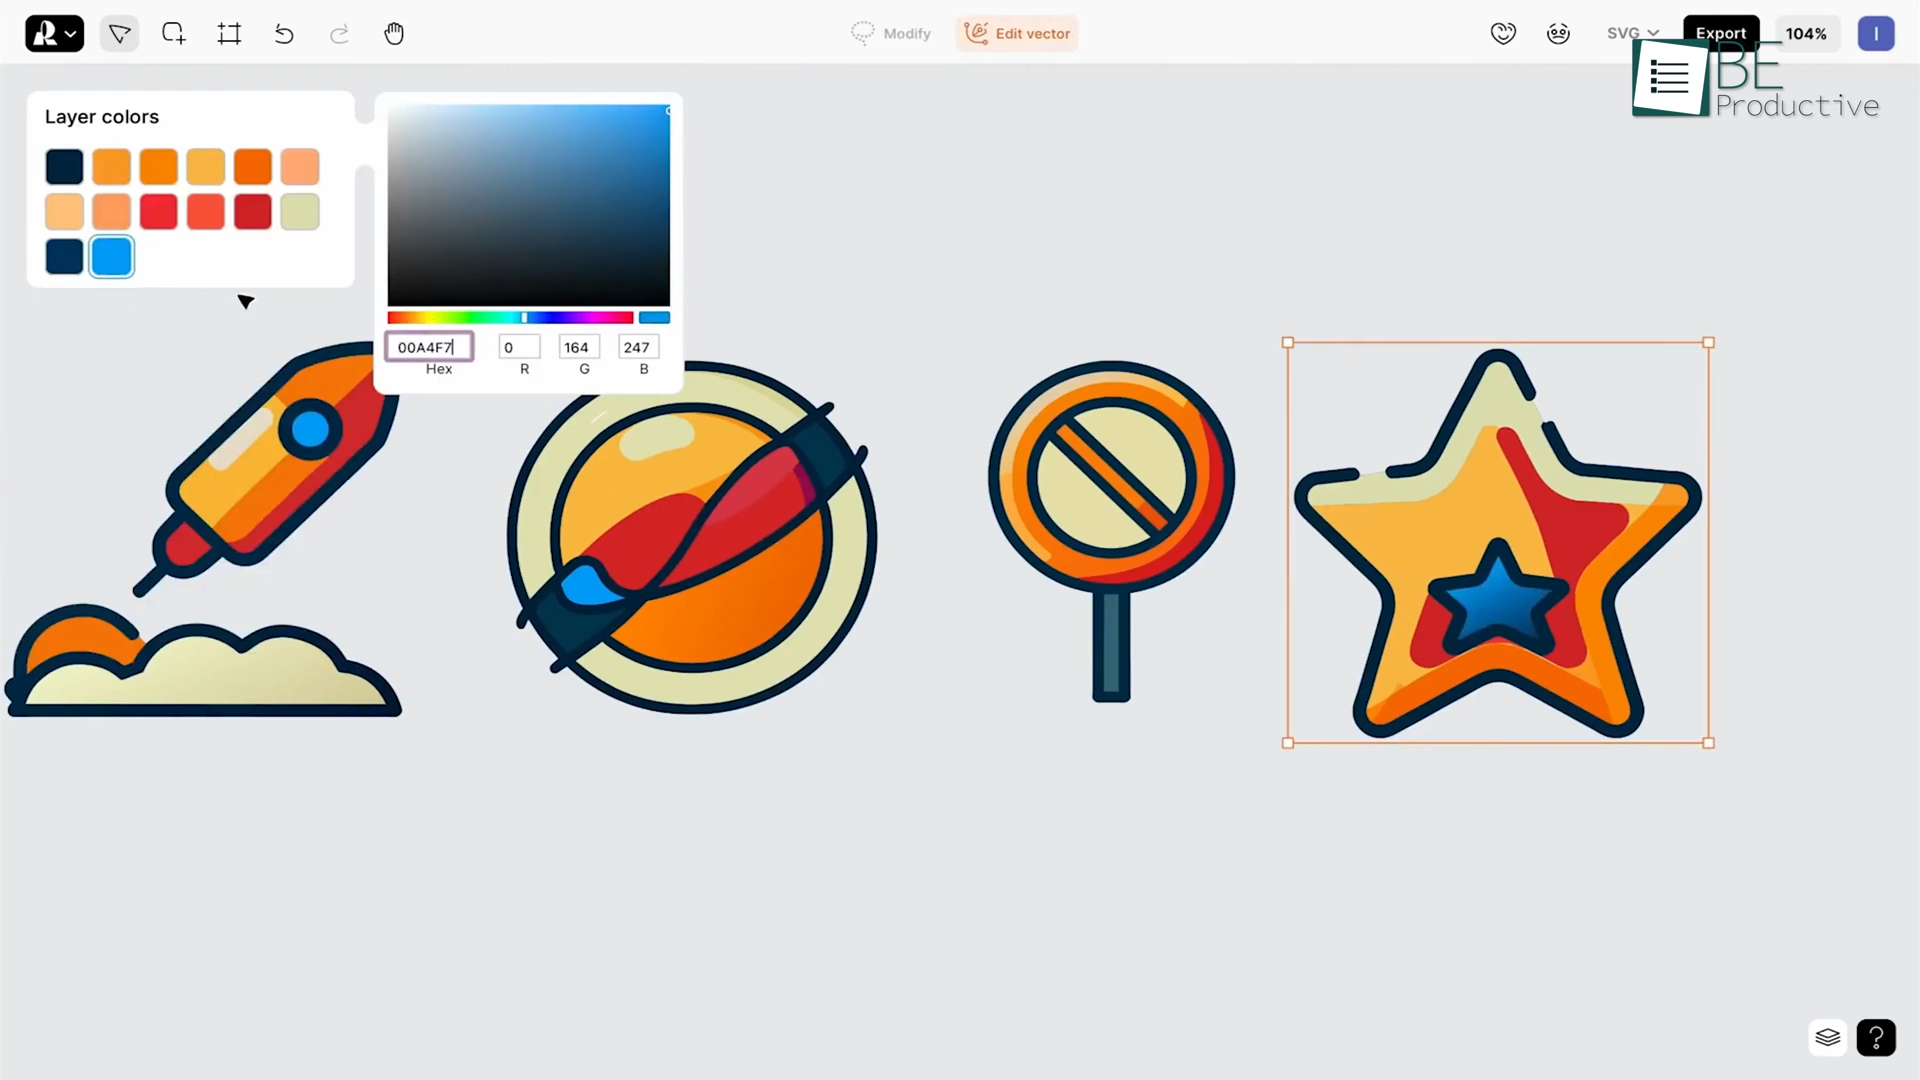 Modify
Edit vector
SVG
Export
104%
I
BE
Productive
Layer colors
00A4F7
0
164
247
Hex
R
G
B
?